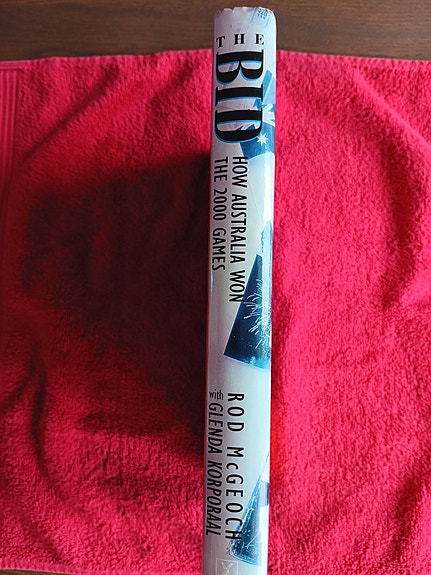 THE
BID
HOW AUSTRALIA WON
THE 2000 GAMES
ROD McGEOCH
with GLENDA KORPORAAL